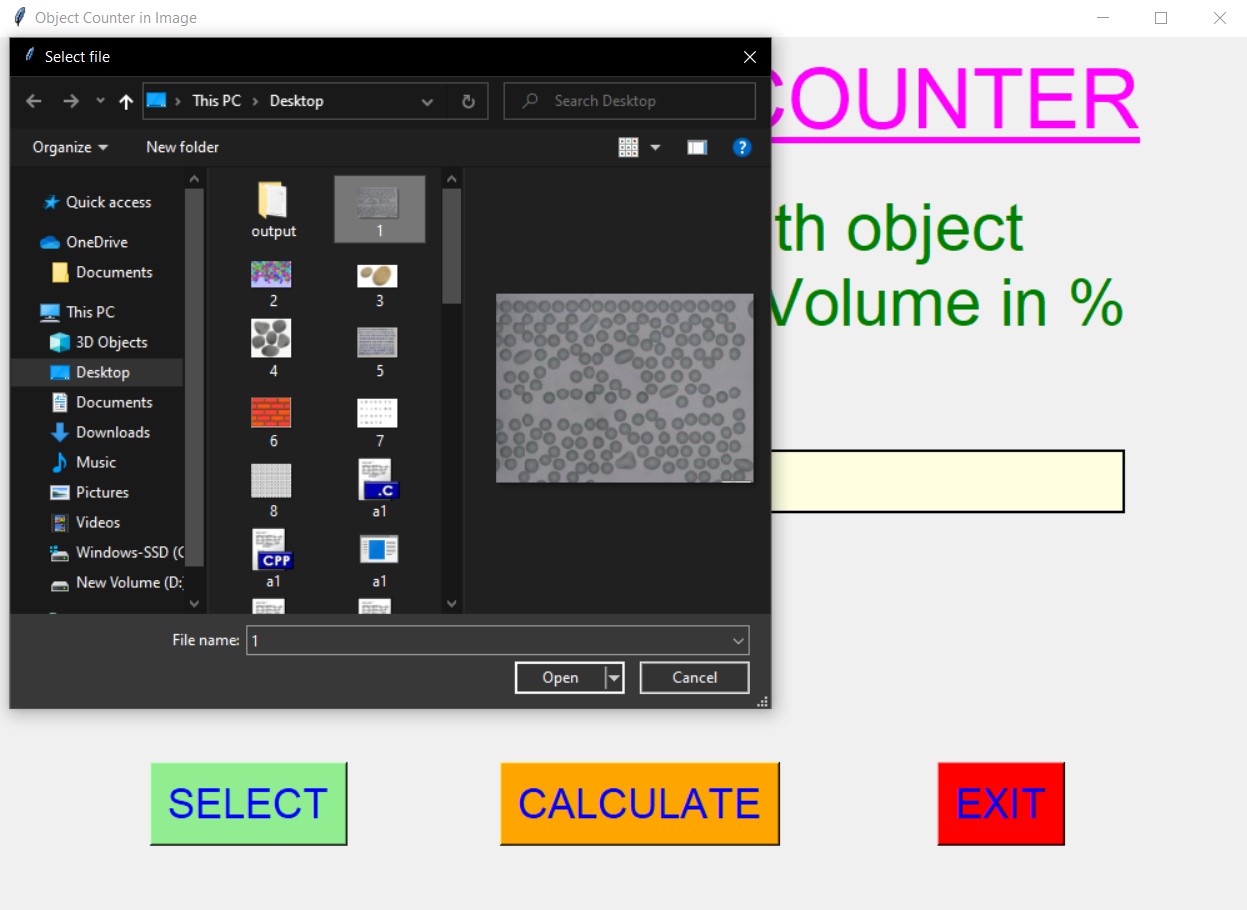 Object Counter in Image
Select file
COUNTER
This PC
Desktop
Search Desktop
th object
Organize
New folder
?
Volume in %
Quick access
OneDrive
Documents
This PC
3D Objects
Desktop
Documents
Downloads
Music
Pictures
Videos
Windows-SSD (C
New Volume (D:
output
1
2
3
4
5
6
7
8
.C
a1
CPP
a1
a1
File name:
1
Open
Cancel
SELECT
CALCULATE
EXIT